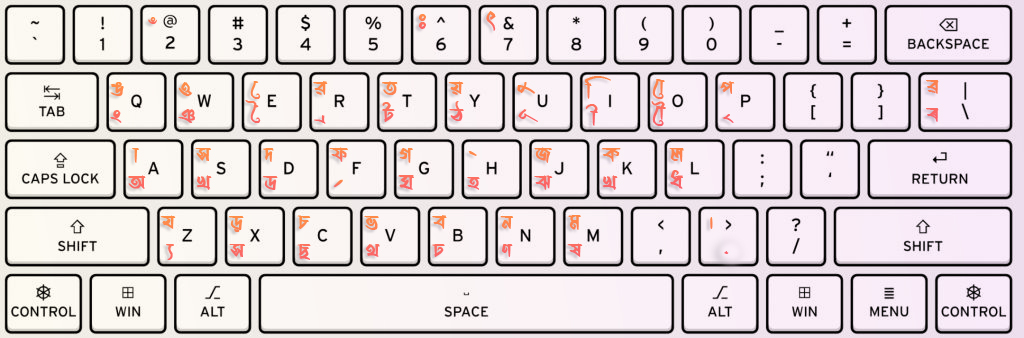 ~ ! @ # $ % ঃ ^ ৎ & * ( ) _ +
` 1 2 3 4 5 6 7 8 9 0 - = BACKSPACE
TAB Q W E R ত T য় Y U ি I O প P { } |
ং ট ঠ ী [ ] \
CAPS LOCK া A স S দ D ফ F গ G H জ J ক K ল L : “ RETURN
অ ড ঘ ঝ খ ধ ; ‘
SHIFT য Z ড় X চ C ভ V ব B ন N ম M < । > ? SHIFT
্য ছ থ ণ ষ , . /
CONTROL WIN ALT SPACE ALT WIN MENU CONTROL